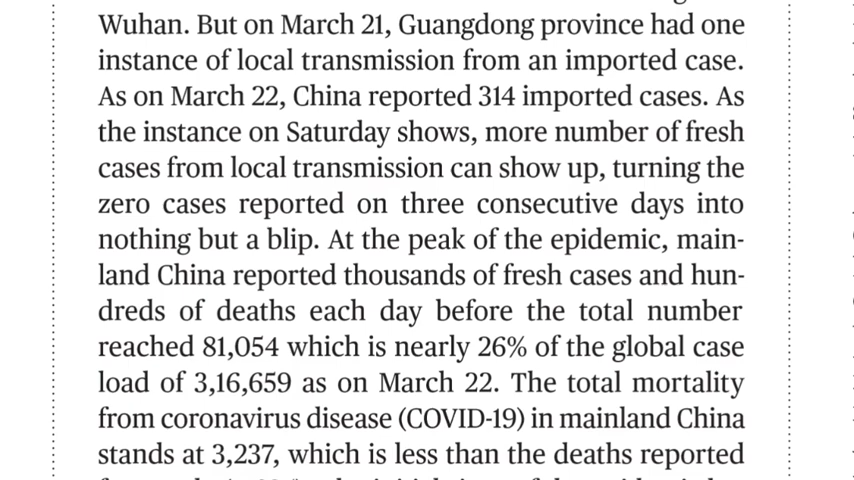 Wuhan. But on March 21, Guangdong province had one
instance of local transmission from an imported case.
As on March 22, China reported 314 imported cases. As
the instance on Saturday shows, more number of fresh
cases from local transmission can show up, turning the
zero cases reported on three consecutive days into
nothing but a blip. At the peak of the epidemic, main-
land China reported thousands of fresh cases and hun-
dreds of deaths each day before the total number
reached 81,054 which is nearly 26% of the global case
load of 3,16,659 as on March 22. The total mortality
from coronavirus disease (COVID-19) in mainland China
stands at 3,237, which is less than the deaths reported